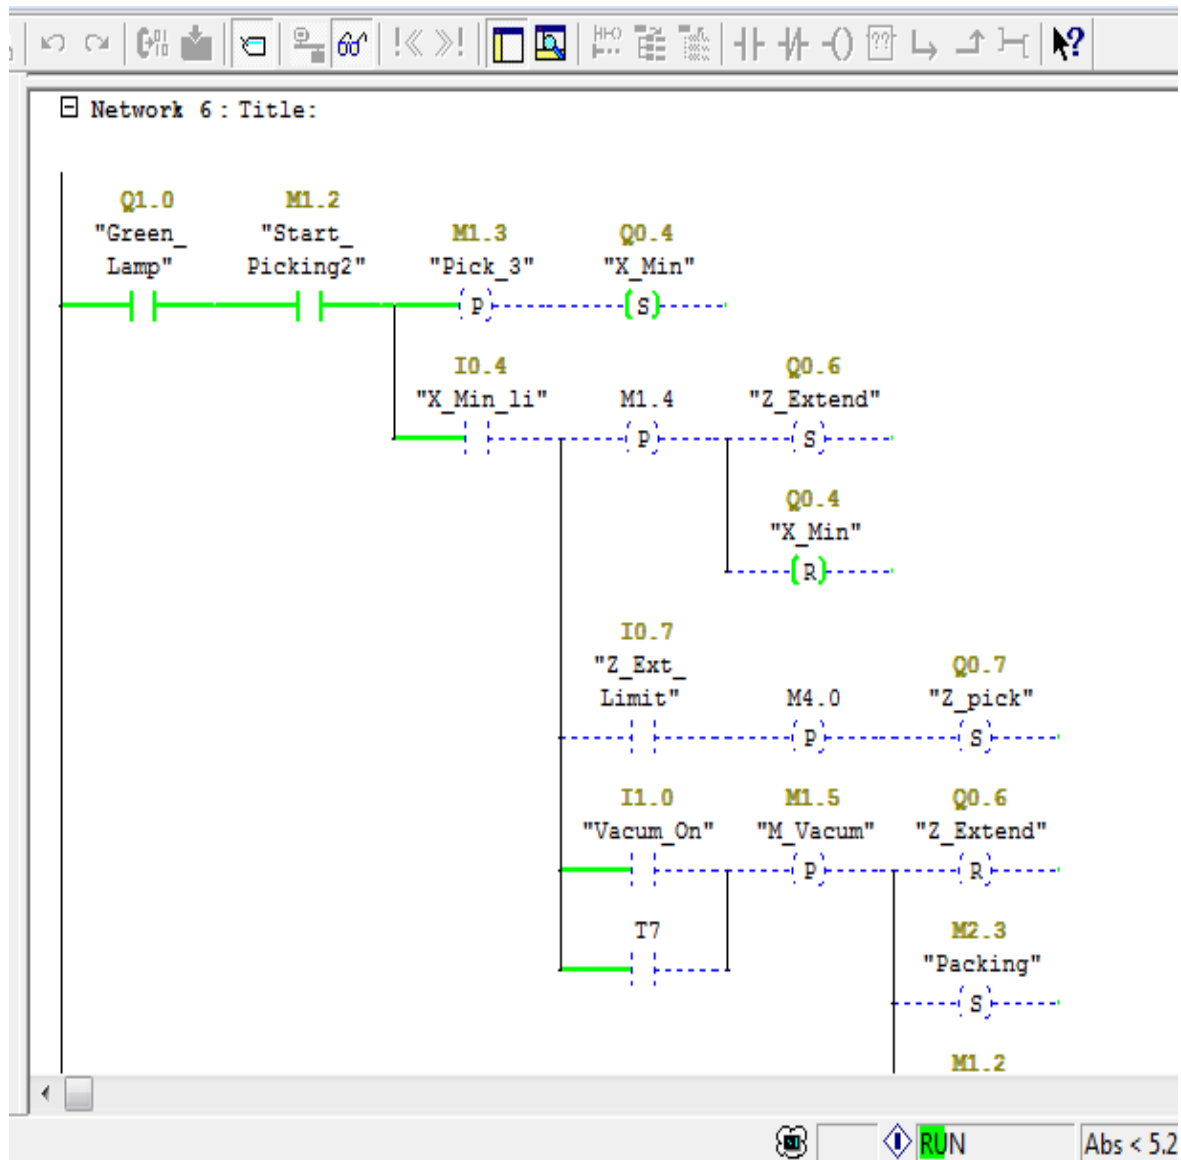 !« »!
??
?
Network 6 : Title:
Q1.0 M1.2
"Green_ "Start_ M1.3 Q0.4
Lamp" Picking2" "Pick_3" "X_Min"
P S
I0.4 Q0.6
"X_Min_li" M1.4 "Z_Extend"
P S
Q0.4
"X_Min"
R
I0.7
"Z_Ext_ Q0.7
Limit" M4.0 "Z_pick"
P S
I1.0 M1.5 Q0.6
"Vacum_On" "M_Vacum" "Z_Extend"
P R
T7 M2.3
"Packing"
S
M1.2
RUN Abs < 5.2